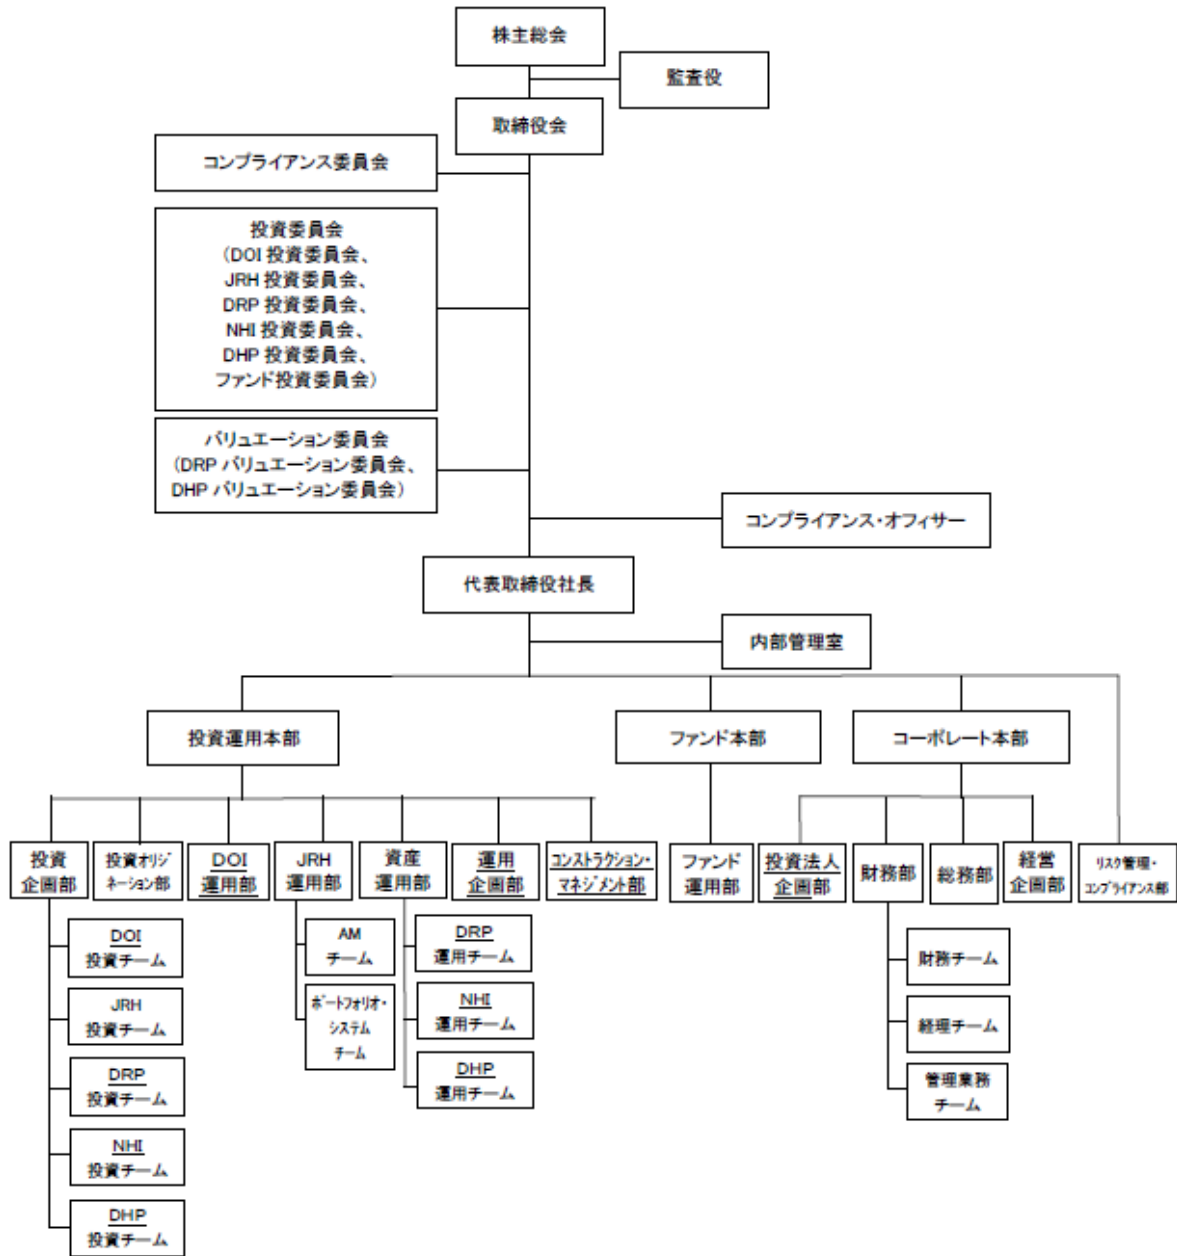 株主総会
監査役
取締役会
コンプライアンス委員会
投資委員会
(DOI 投資委員会、
JRH 投資委員会、
DRP 投資委員会、
NHI 投資委員会、
DHP 投資委員会、
ファンド投資委員会)
バリュエーション委員会
(DRP バリュエーション委員会、
DHP バリュエーション委員会)
コンプライアンス・オフィサー
代表取締役社長
内部管理室
投資運用本部
ファンド本部
コーポレート本部
投資
企画部
投資オリジ
ネーション部
DOI
運用部
JRH
運用部
資産
運用部
運用
企画部
コンストラクション・
マネジメント部
ファンド
運用部
投資法人
企画部
財務部
総務部
経営
企画部
リスク管理・
コンプライアンス部
DOI
投資チーム
JRH
投資チーム
DRP
投資チーム
NHI
投資チーム
DHP
投資チーム
AM
チーム
ポートフォリオ・
システム
チーム
DRP
運用チーム
NHI
運用チーム
DHP
運用チーム
財務チーム
経理チーム
管理業務
チーム